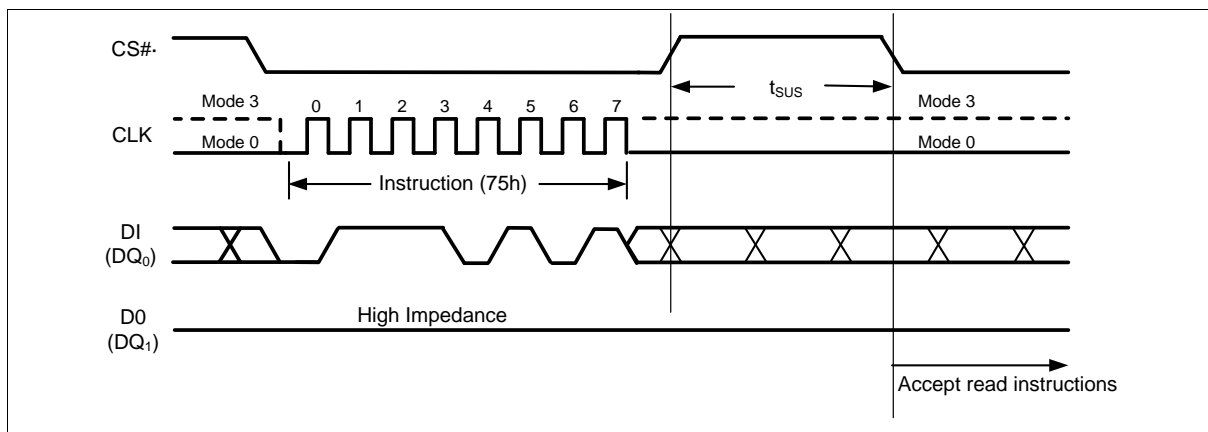 CS#.
t_SUS
Mode 3
0 1 2 3 4 5 6 7
Mode 3
CLK
Mode 0
Mode 0
Instruction (75h)
DI
(DQ₀)
D0
(DQ₁)
High Impedance
Accept read instructions